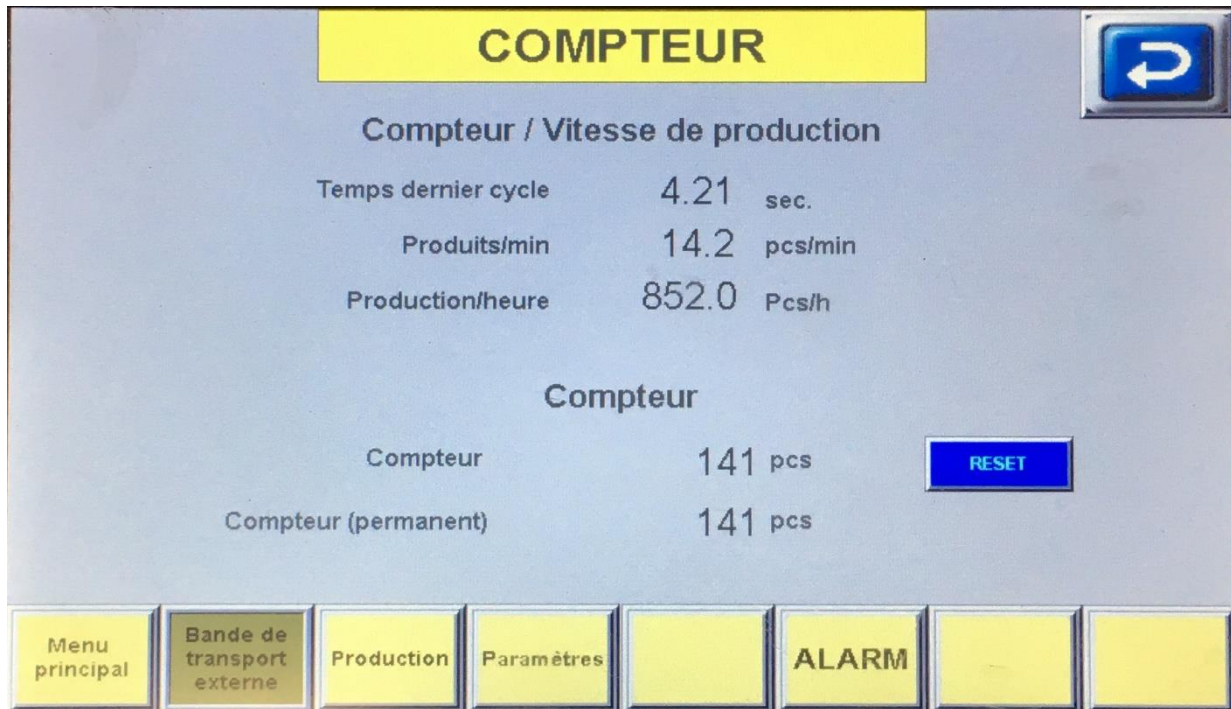 COMPTEUR
Compteur / Vitesse de production
Temps dernier cycle 4.21 sec.
Produits/min 14.2 pcs/min
Production/heure 852.0 Pcs/h
Compteur
Compteur 141 pcs RESET
Compteur (permanent) 141 pcs
Menu principal
Bande de transport externe
Production
Paramètres
ALARM